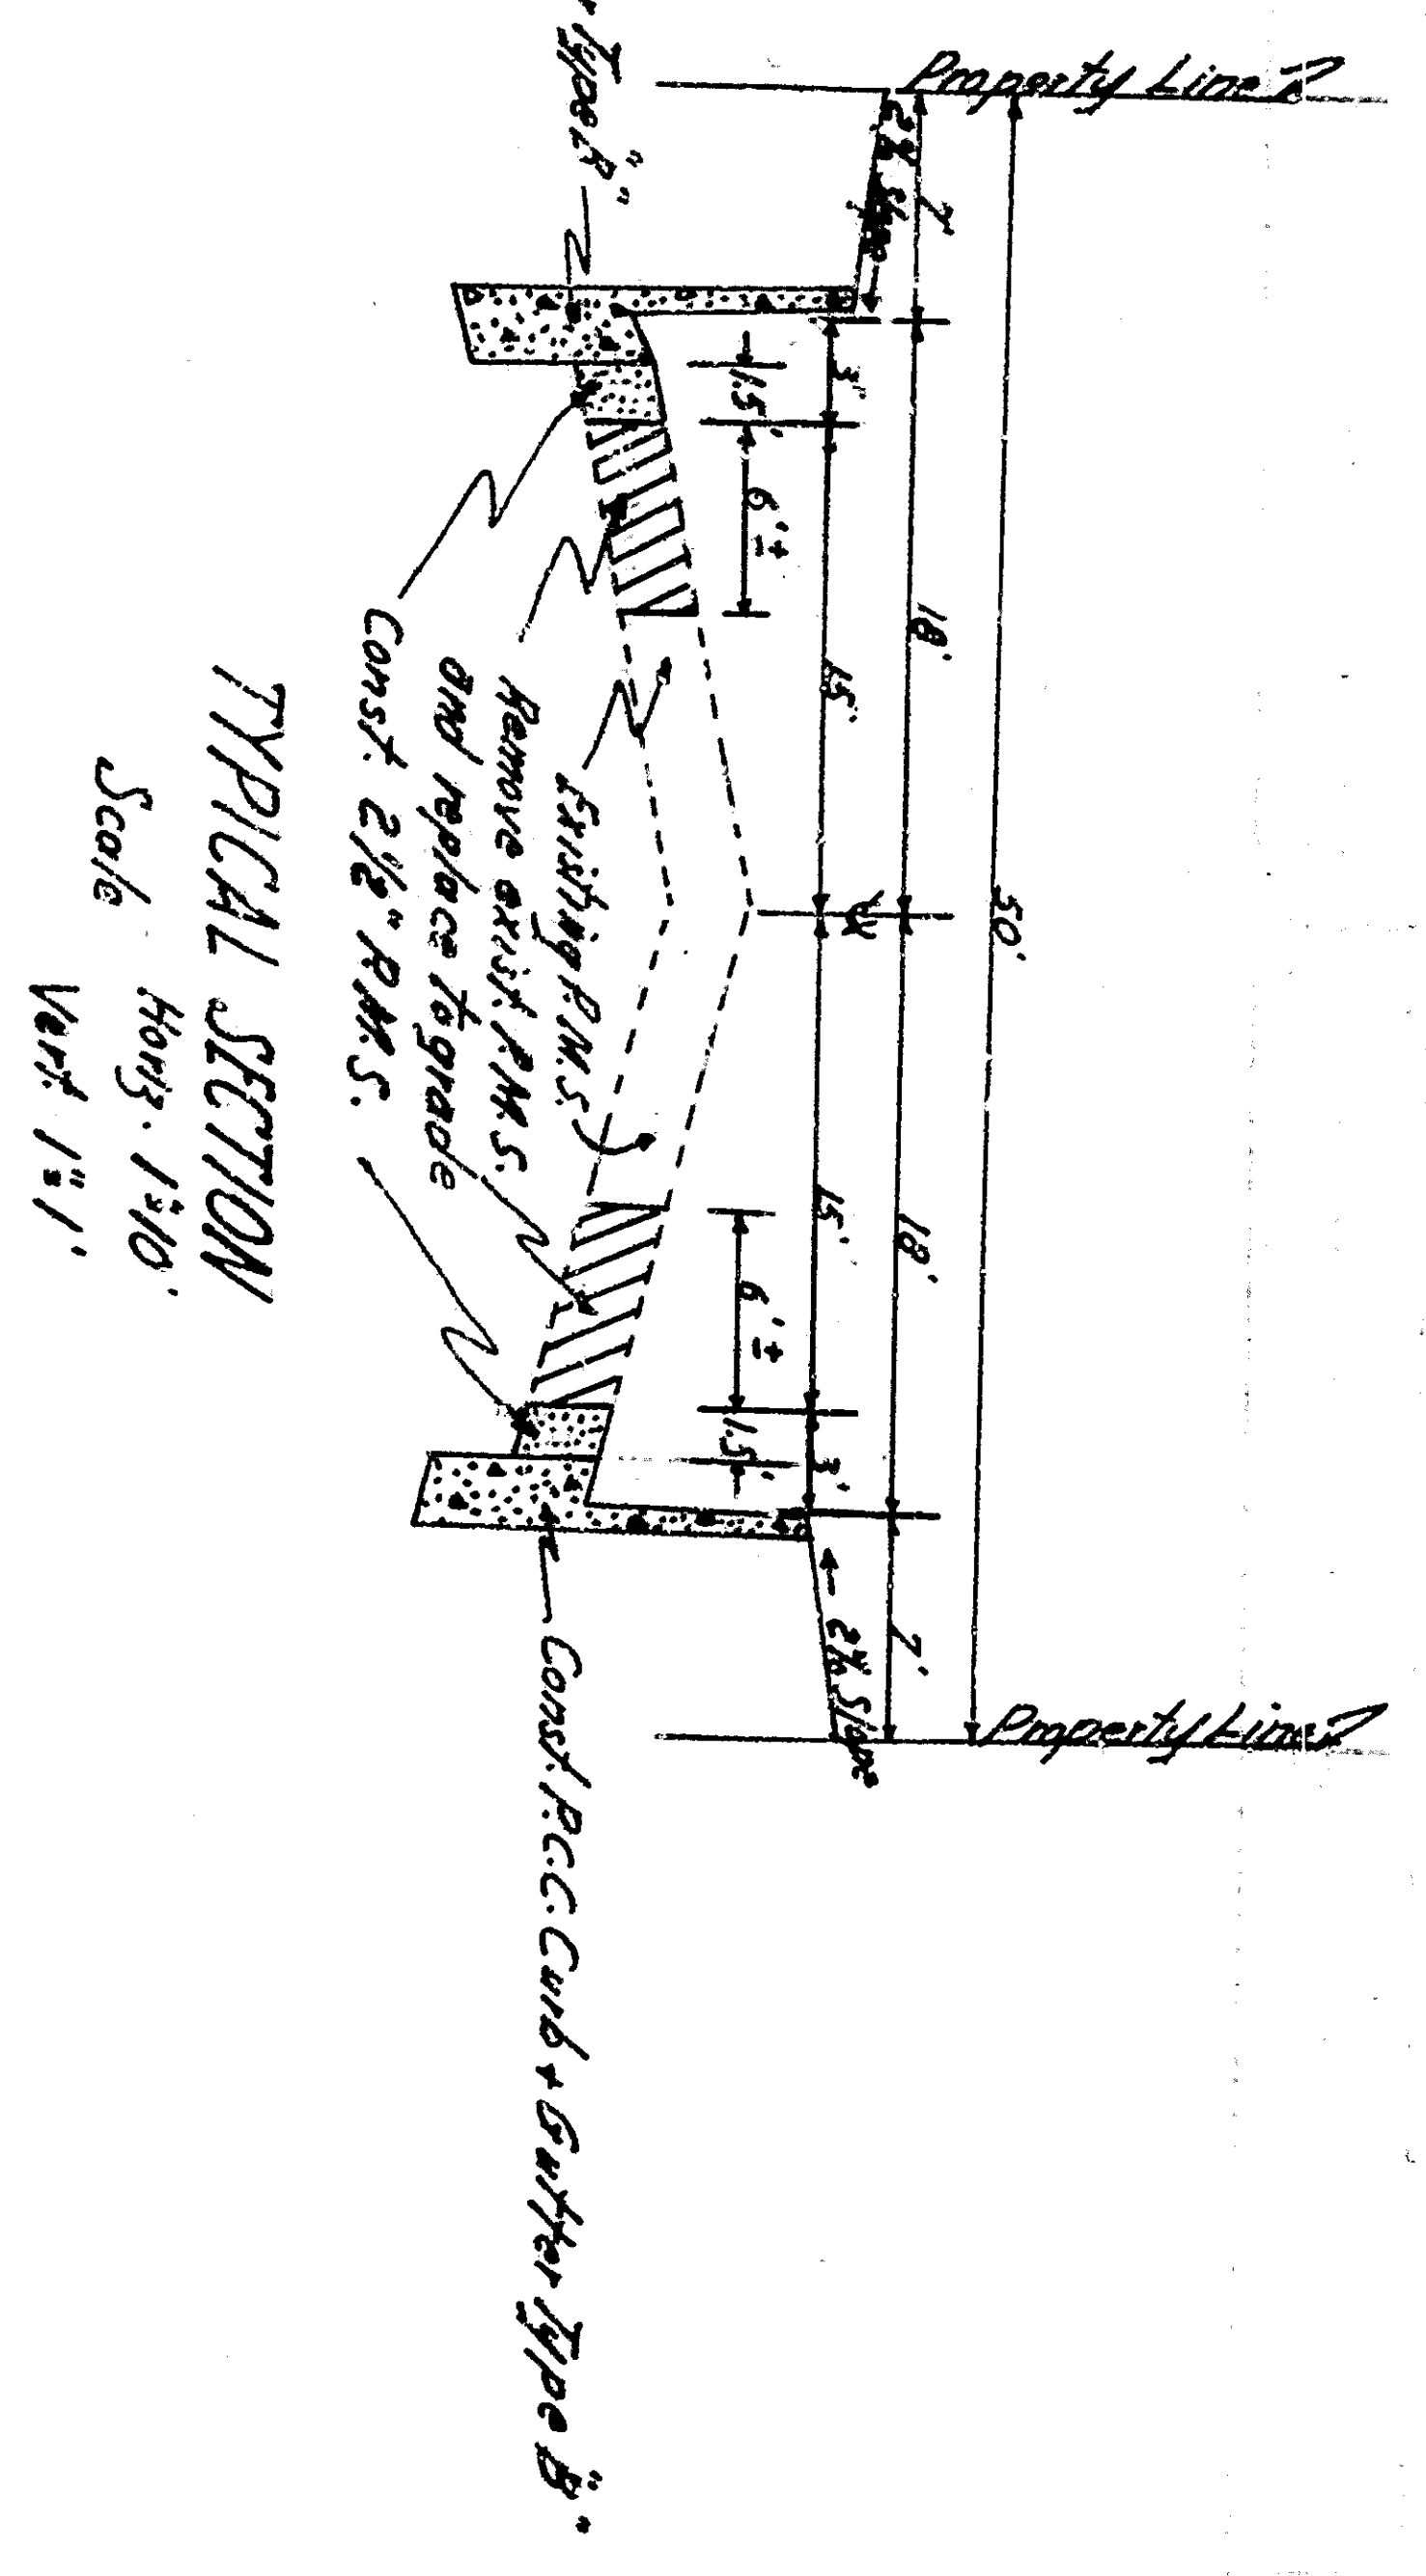 Property Line
Property Line
50'
7'
18'
18'
7'
2% Slope
3'
15'
℄
15'
3'
2% Slope
1.5'
6'±
6'±
1.5'
Type "B"
Const. P.C.C. Curb + Gutter Type "B"
Existing P.M.S.
Remove exist. P.M.S.
and replace to grade
Const. 2½" P.M.S.
TYPICAL SECTION
Scale
Horiz. 1"=10'
Vert. 1"=1'